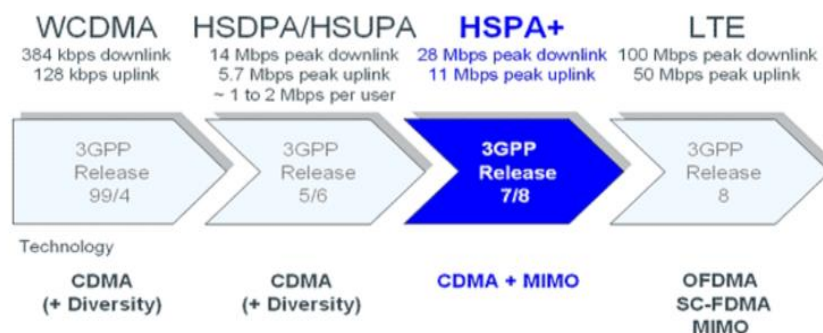 WCDMA
384 kbps downlink
128 kbps uplink
HSDPA/HSUPA
14 Mbps peak downlink
5.7 Mbps peak uplink
~ 1 to 2 Mbps per user
HSPA+
28 Mbps peak downlink
11 Mbps peak uplink
LTE
100 Mbps peak downlink
50 Mbps peak uplink
3GPP
Release
99/4
3GPP
Release
5/6
3GPP
Release
7/8
3GPP
Release
8
Technology
CDMA
(+ Diversity)
CDMA
(+ Diversity)
CDMA + MIMO
OFDMA
SC-FDMA
MIMO